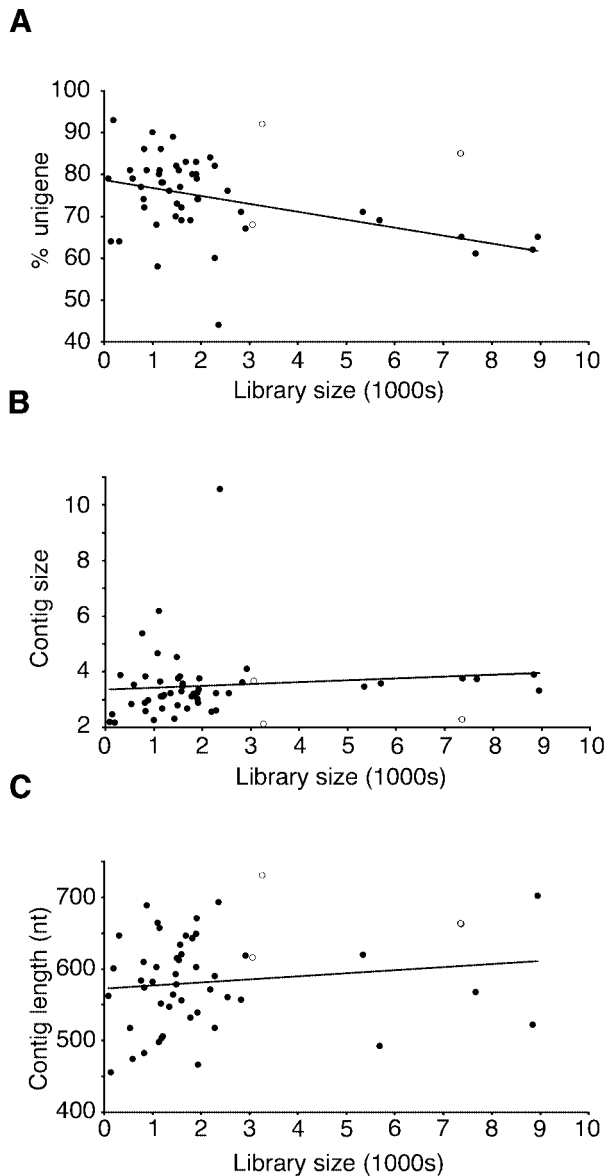 A
100
90
80
70
60
50
40
% unigene
0 1 2 3 4 5 6 7 8 9 10
Library size (1000s)
B
10
8
6
4
2
Contig size
0 1 2 3 4 5 6 7 8 9 10
Library size (1000s)
C
700
600
500
400
Contig length (nt)
0 1 2 3 4 5 6 7 8 9 10
Library size (1000s)